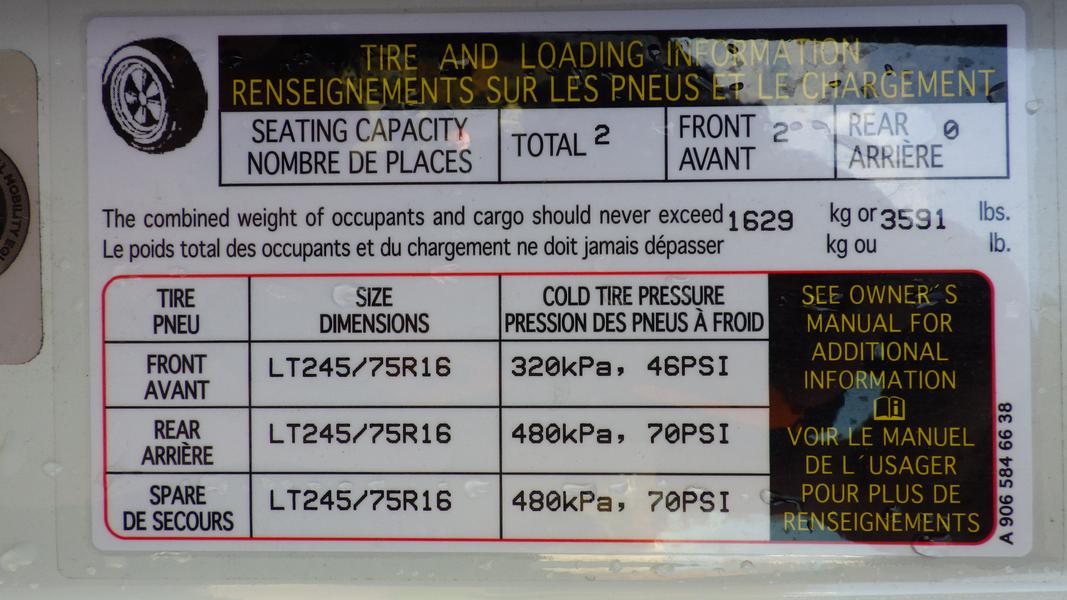 TIRE AND LOADING INFORMATION
RENSEIGNEMENTS SUR LES PNEUS ET LE CHARGEMENT
SEATING CAPACITY TOTAL 2 FRONT 2 REAR 0
NOMBRE DE PLACES AVANT ARRIÈRE
The combined weight of occupants and cargo should never exceed 1629 kg or 3591 lbs.
Le poids total des occupants et du chargement ne doit jamais dépasser kg ou lb.
TIRE SIZE COLD TIRE PRESSURE
PNEU DIMENSIONS PRESSION DES PNEUS À FROID
FRONT LT245/75R16 320kPa, 46PSI
AVANT
REAR LT245/75R16 480kPa, 70PSI
ARRIÈRE
SPARE LT245/75R16 480kPa, 70PSI
DE SECOURS
SEE OWNER´S
MANUAL FOR
ADDITIONAL
INFORMATION
VOIR LE MANUEL
DE L´USAGER
POUR PLUS DE
RENSEIGNEMENTS
A 906 584 66 38
MOBILITY